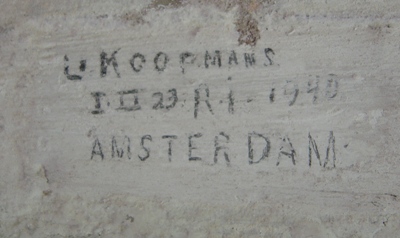 L. KOOPMANS
I-II 23 R.I. - 1940
AMSTERDAM.